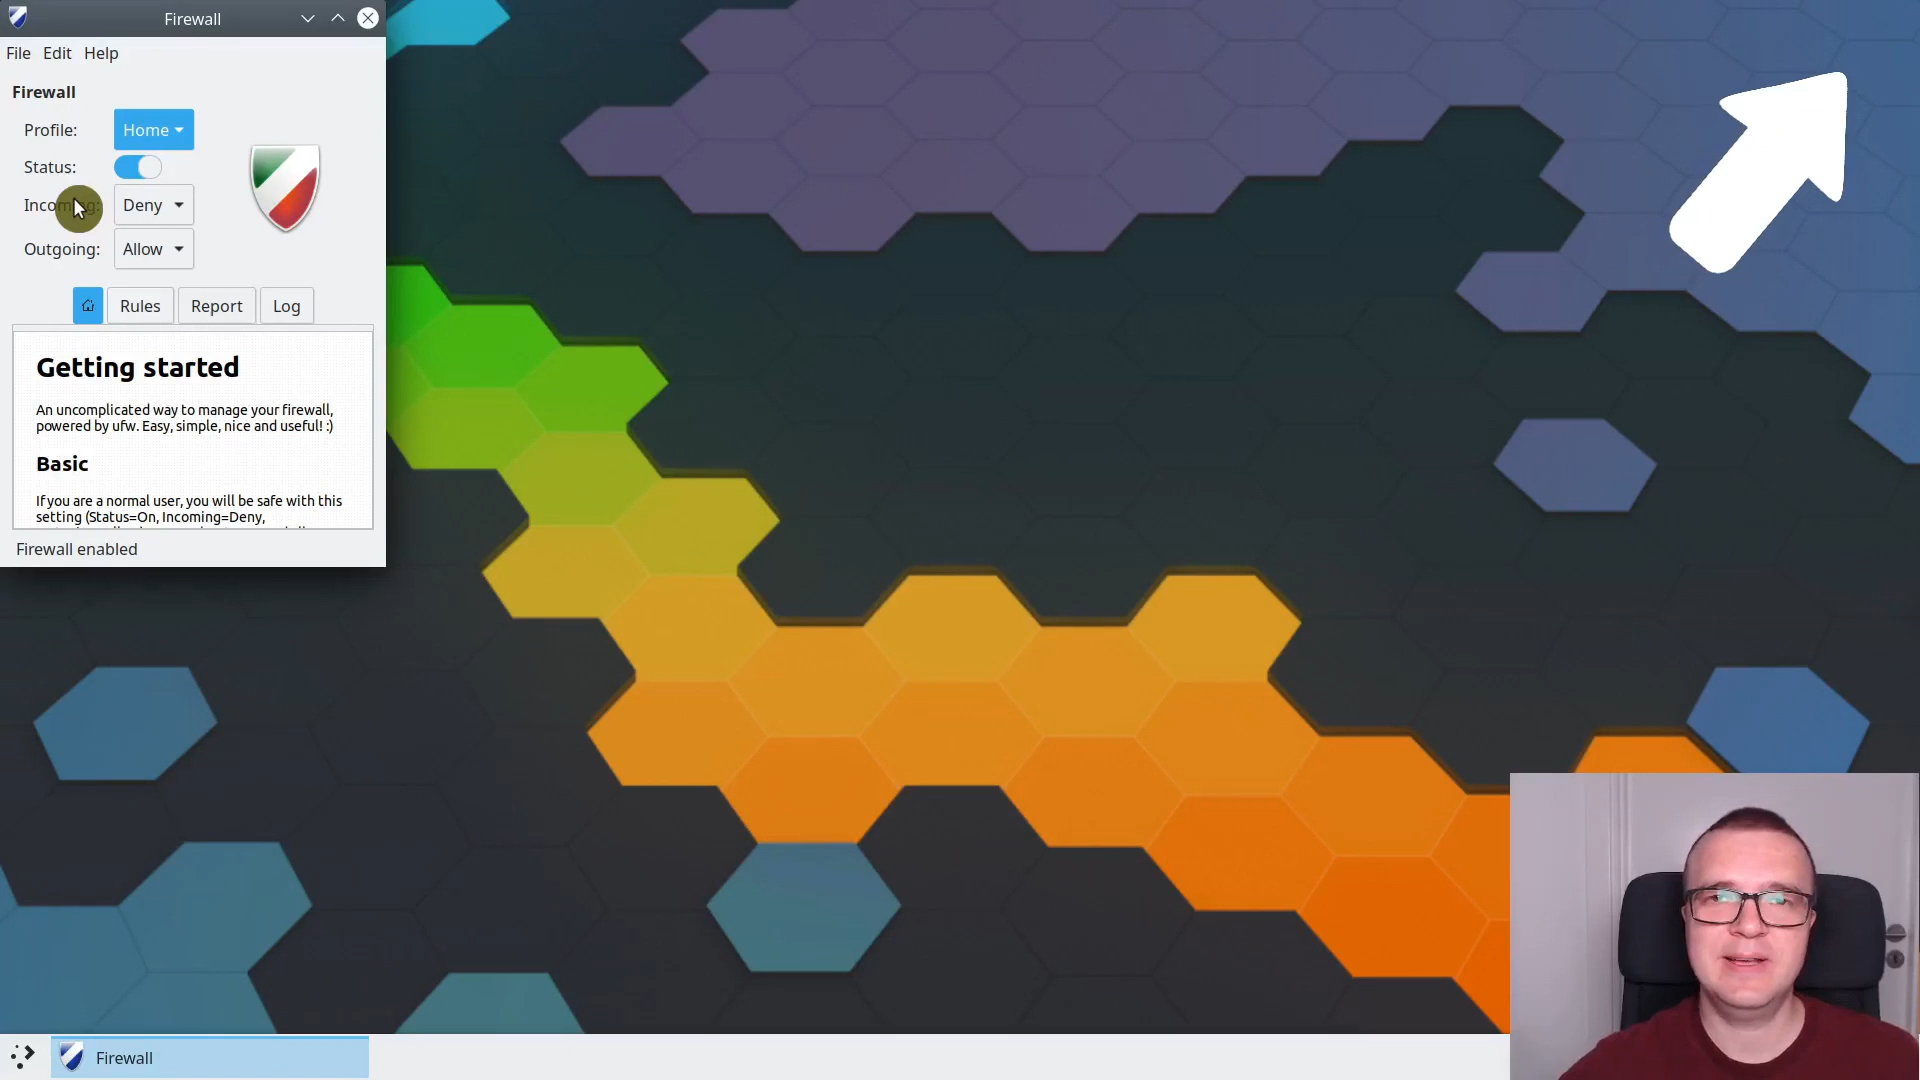 Firewall
File Edit Help
Firewall
Profile: Home
Status:
Incoming: Deny
Outgoing: Allow
Rules Report Log
Getting started
An uncomplicated way to manage your firewall,
powered by ufw. Easy, simple, nice and useful! :)
Basic
If you are a normal user, you will be safe with this
setting (Status=On, Incoming=Deny,
Firewall enabled
Firewall